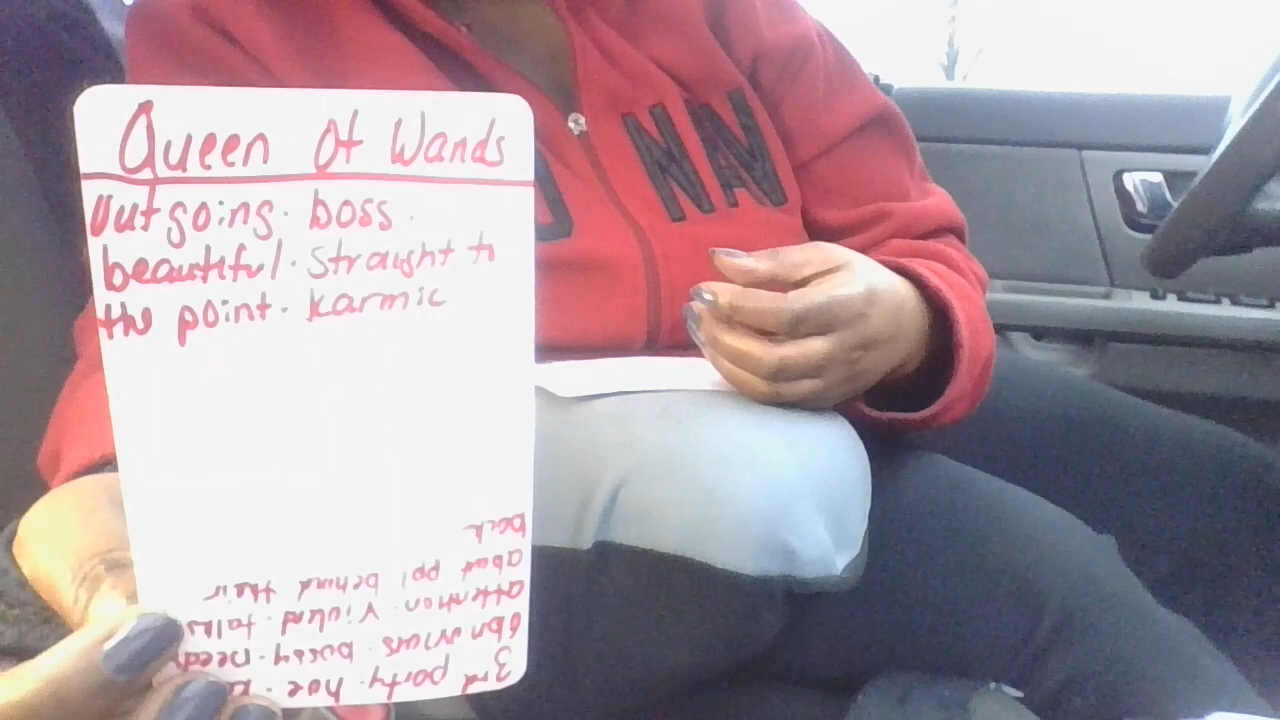 Queen Of Wands
Outgoing. boss.
beautiful. straight to
the point. karmic
3rd party. hoe.
obnoxious. bossy. needs
attention. violent. talks
about ppl behind their
back
NAV